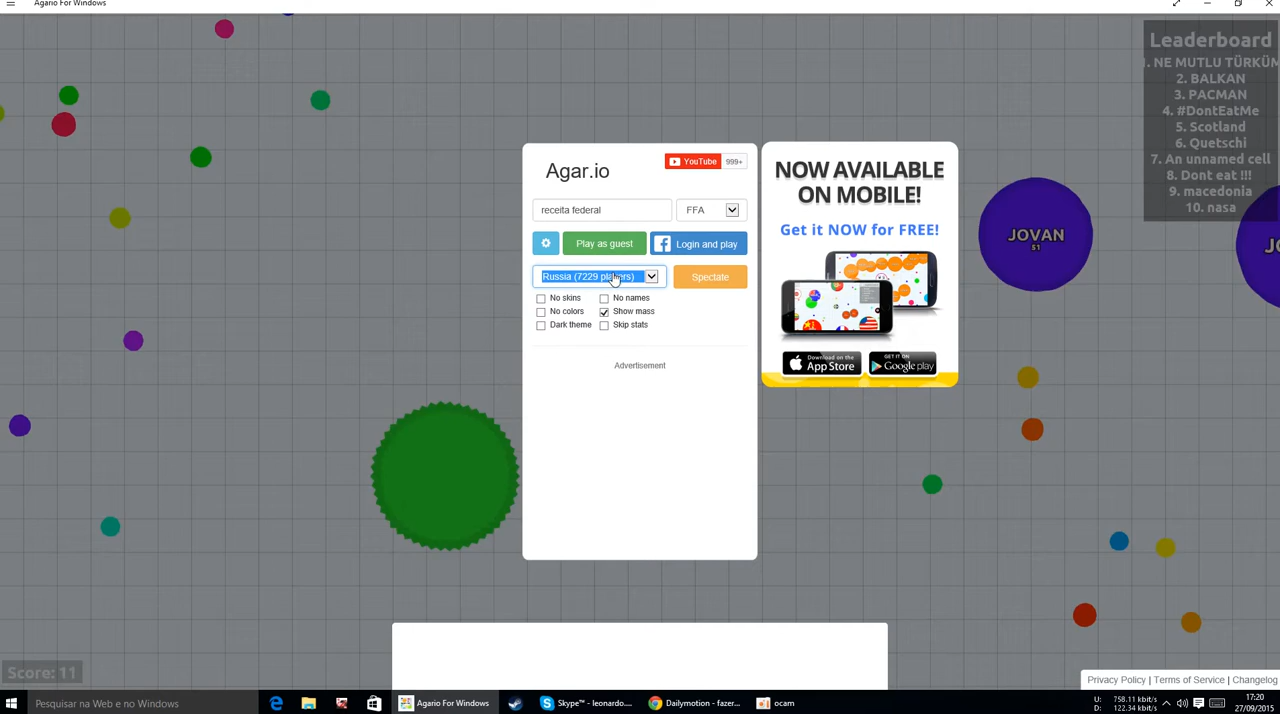 Agario For Windows
Leaderboard
1. NE MUTLU TÜRKÜM
2. BALKAN
3. PACMAN
4. #DontEatMe
5. Scotland
6. Quetschi
7. An unnamed cell
8. Dont eat !!!
9. macedonia
10. nasa
Agar.io
YouTube 999+
receita federal
FFA
Play as guest
Login and play
Russia (7229 players)
Spectate
No skins
No names
No colors
Show mass
Dark theme
Skip stats
Advertisement
NOW AVAILABLE
ON MOBILE!
Get it NOW for FREE!
Download on the
App Store
GET IT ON
Google play
JOVAN
51
JO
Score: 11
Privacy Policy | Terms of Service | Changelog
Pesquisar na Web e no Windows
Agario For Windows
Skype™ - leonardo....
Dailymotion - fazer...
ocam
U: 758.11 kbit/s
D: 122.34 kbit/s
17:20
27/09/2015